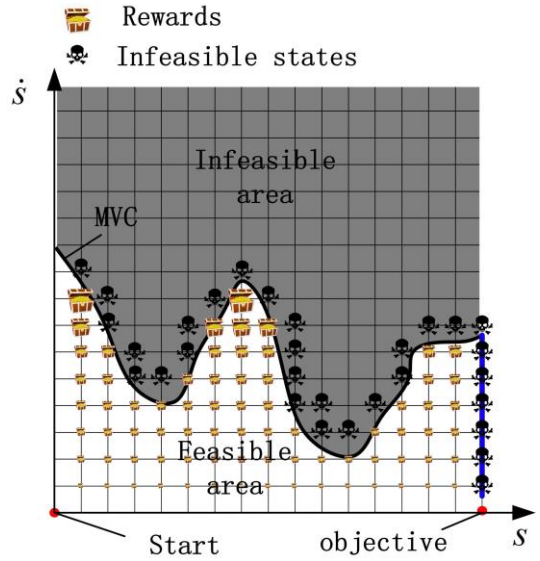 Rewards
Infeasible states
ṡ
Infeasible
area
MVC
Feasible
area
Start
objective
s